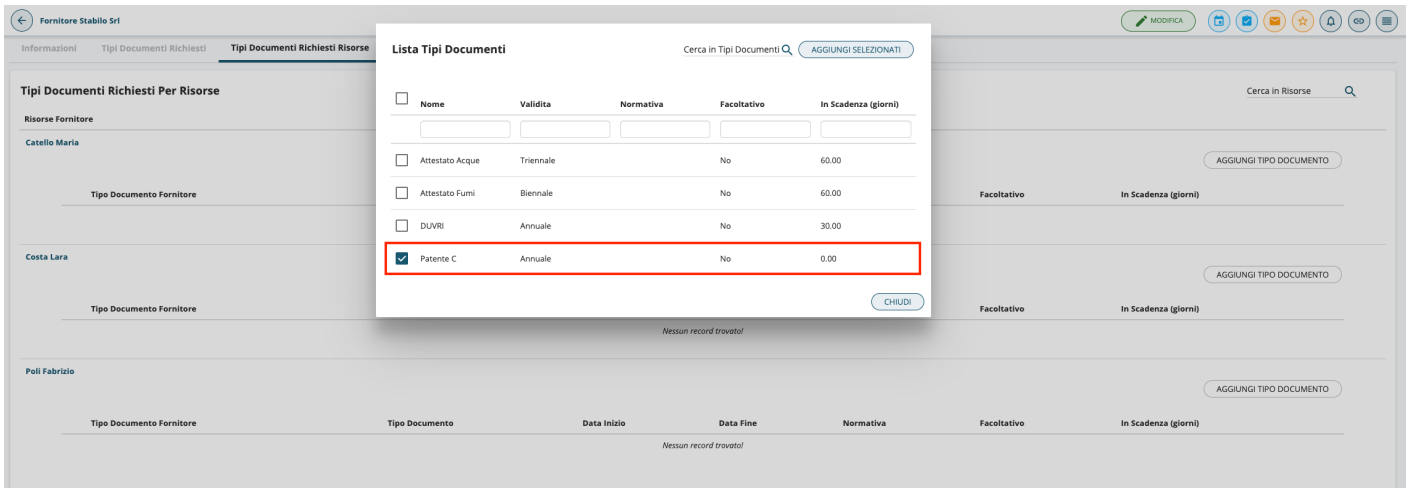 Fornitore Stabilo Srl
MODIFICA
Informazioni Tipi Documenti Richiesti Tipi Documenti Richiesti Risorse
Lista Tipi Documenti
Cerca in Tipi Documenti AGGIUNGI SELEZIONATI
Nome Validita Normativa Facoltativo In Scadenza (giorni)
Attestato Acque Triennale No 60.00
Attestato Fumi Biennale No 60.00
DUVRI Annuale No 30.00
Patente C Annuale No 0.00
CHIUDI
Tipi Documenti Richiesti Per Risorse
Cerca in Risorse
Risorse Fornitore
Catello Maria
AGGIUNGI TIPO DOCUMENTO
Tipo Documento Fornitore Facoltativo In Scadenza (giorni)
Costa Lara
AGGIUNGI TIPO DOCUMENTO
Tipo Documento Fornitore Facoltativo In Scadenza (giorni)
Nessun record trovato!
Poli Fabrizio
AGGIUNGI TIPO DOCUMENTO
Tipo Documento Fornitore Tipo Documento Data Inizio Data Fine Normativa Facoltativo In Scadenza (giorni)
Nessun record trovato!